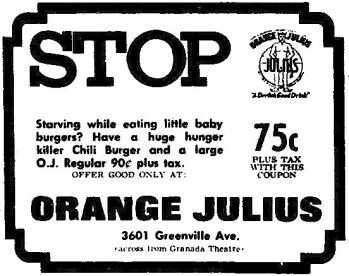 STOP
ORANGE JULIUS
JULIUS
"A Devilish Good Drink"
Starving while eating little baby
burgers? Have a huge hunger
killer Chili Burger and a large
O.J. Regular 90¢ plus tax.
OFFER GOOD ONLY AT:
75c
PLUS TAX
WITH THIS
COUPON
ORANGE JULIUS
3601 Greenville Ave.
•across from Granada Theatre•